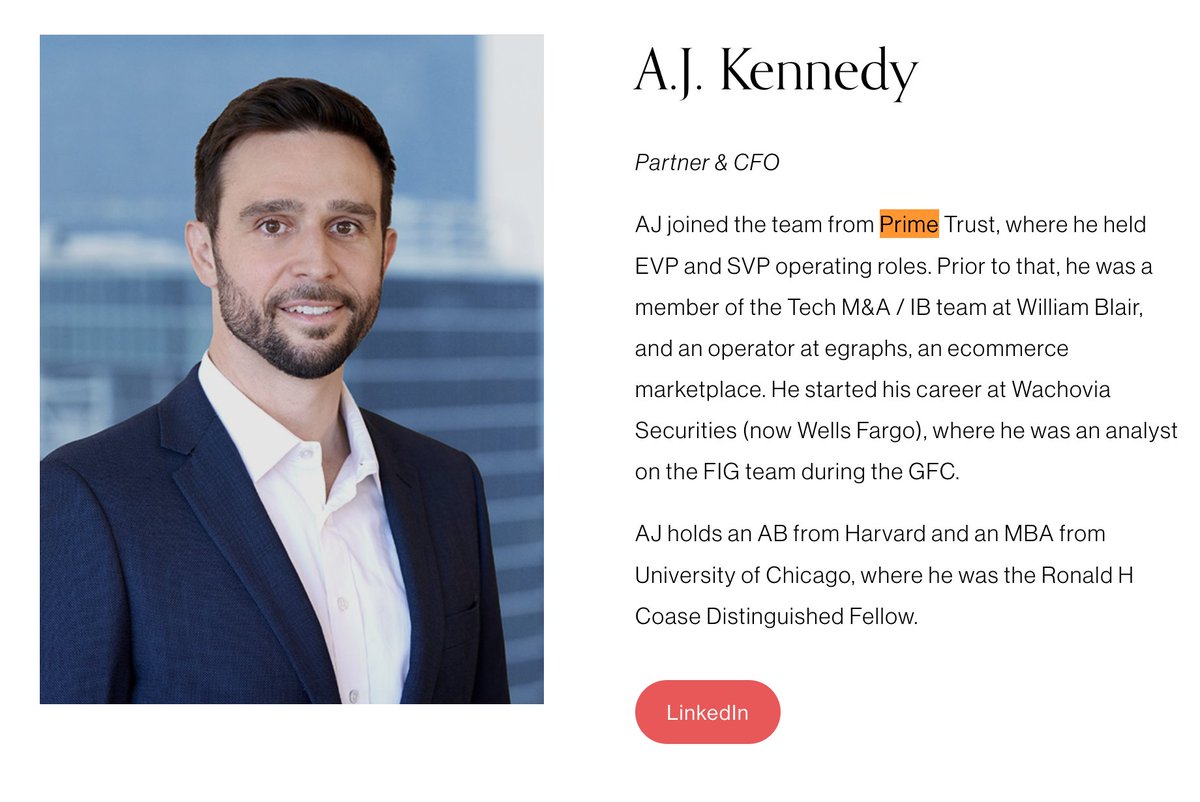 A.J. Kennedy
Partner & CFO
AJ joined the team from Prime Trust, where he held
EVP and SVP operating roles. Prior to that, he was a
member of the Tech M&A / IB team at William Blair,
and an operator at egraphs, an ecommerce
marketplace. He started his career at Wachovia
Securities (now Wells Fargo), where he was an analyst
on the FIG team during the GFC.
AJ holds an AB from Harvard and an MBA from
University of Chicago, where he was the Ronald H
Coase Distinguished Fellow.
LinkedIn